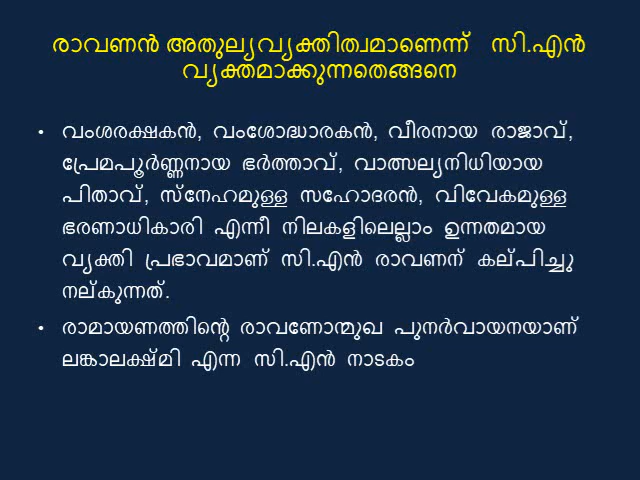 രാവണൻ അതുല്യവ്യക്തിത്വമാണെന്ന് സി.എൻ
വ്യക്തമാക്കുന്നതെങ്ങനെ
• വംശരക്ഷകൻ, വംശോദ്ധാരകൻ, വീരനായ രാജാവ്,
പ്രേമപൂർണ്ണനായ ഭർത്താവ്, വാത്സല്യനിധിയായ
പിതാവ്, സ്നേഹമുള്ള സഹോദരൻ, വിവേകമുള്ള
ഭരണാധികാരി എന്നീ നിലകളിലെല്ലാം ഉന്നതമായ
വ്യക്തി പ്രഭാവമാണ് സി.എൻ രാവണന് കല്പിച്ചു
നല്കുന്നത്.
• രാമായണത്തിന്റെ രാവണോന്മുഖ പുനർവായനയാണ്
ലങ്കാലക്ഷ്മി എന്ന സി.എൻ നാടകം